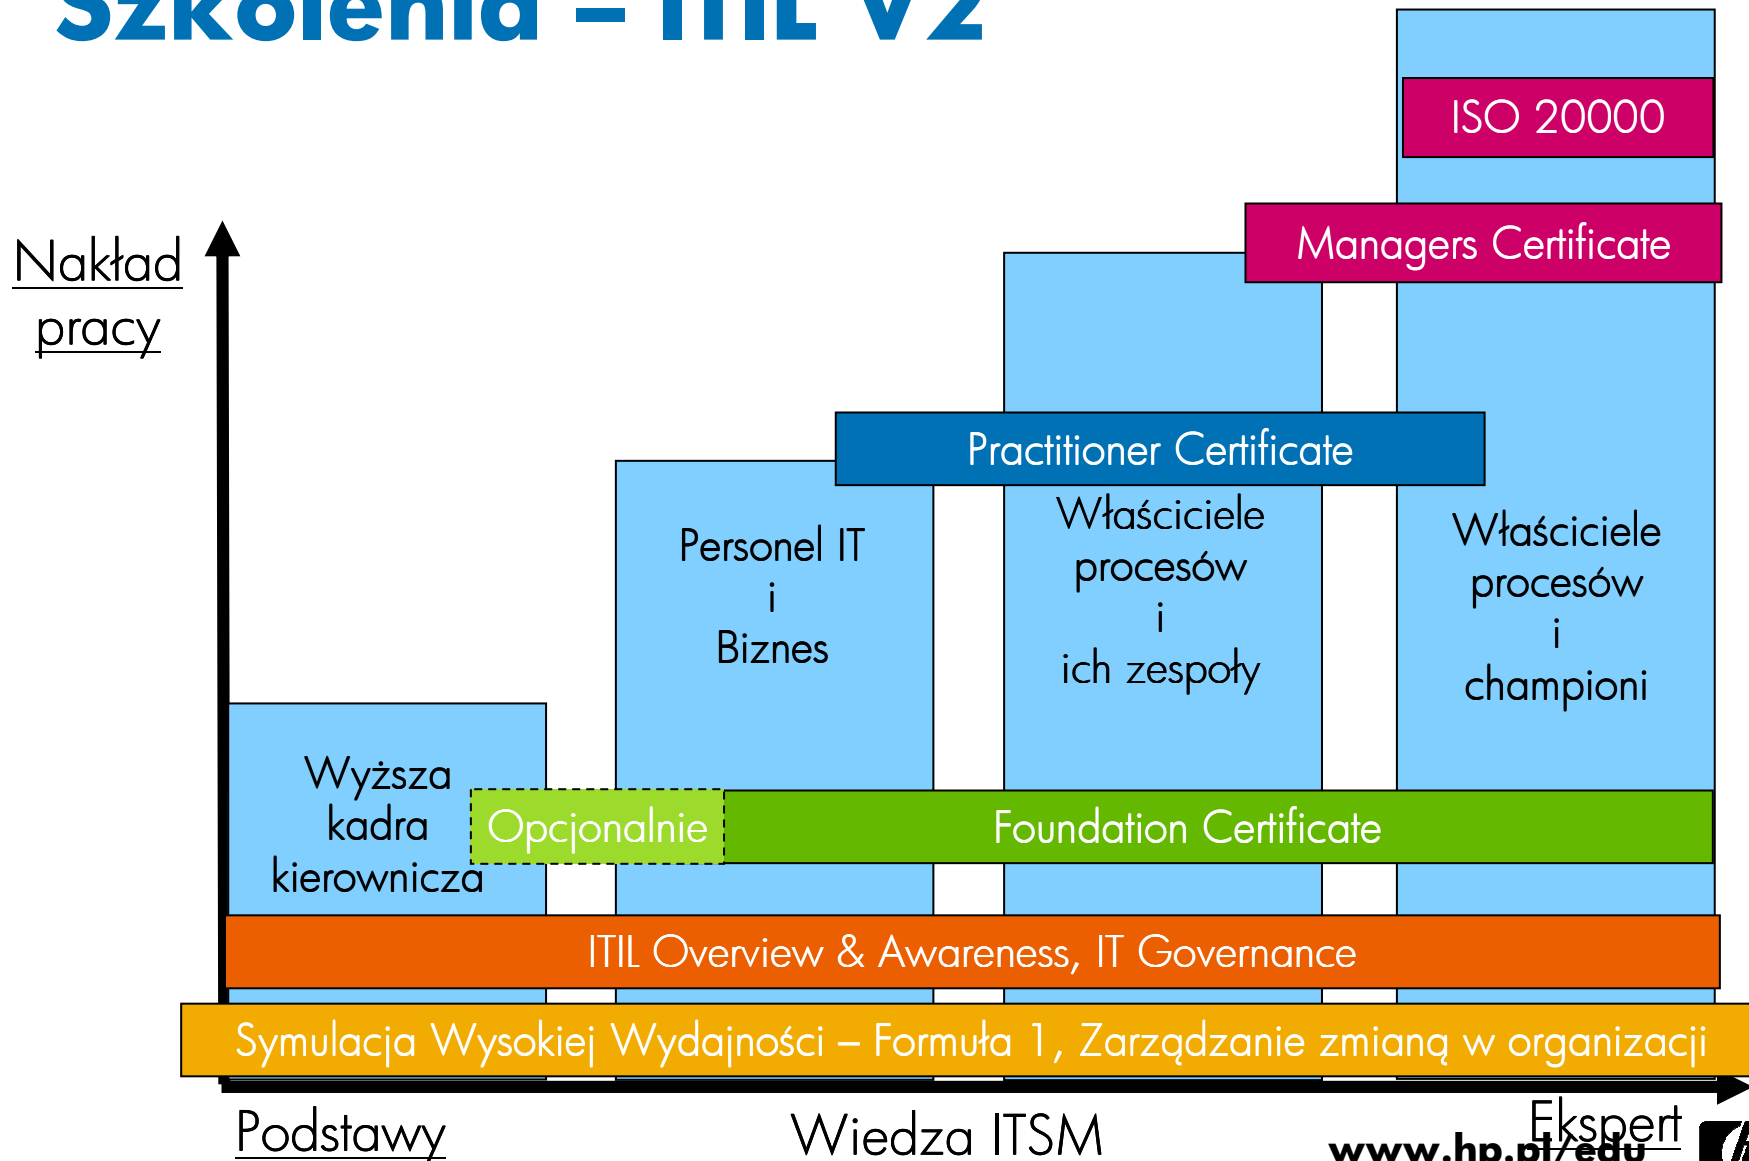 Szkolenia – ITIL V2
ISO 20000
Managers Certificate
Nakład
pracy
Practitioner Certificate
Personel IT
i
Biznes
Właściciele
procesów
i
ich zespoły
Właściciele
procesów
i
championi
Wyższa
kadra
kierownicza
Opcjonalnie
Foundation Certificate
ITIL Overview & Awareness, IT Governance
Symulacja Wysokiej Wydajności – Formuła 1, Zarządzanie zmianą w organizacji
Podstawy
Wiedza ITSM
Ekspert
www.hp.pl/edu